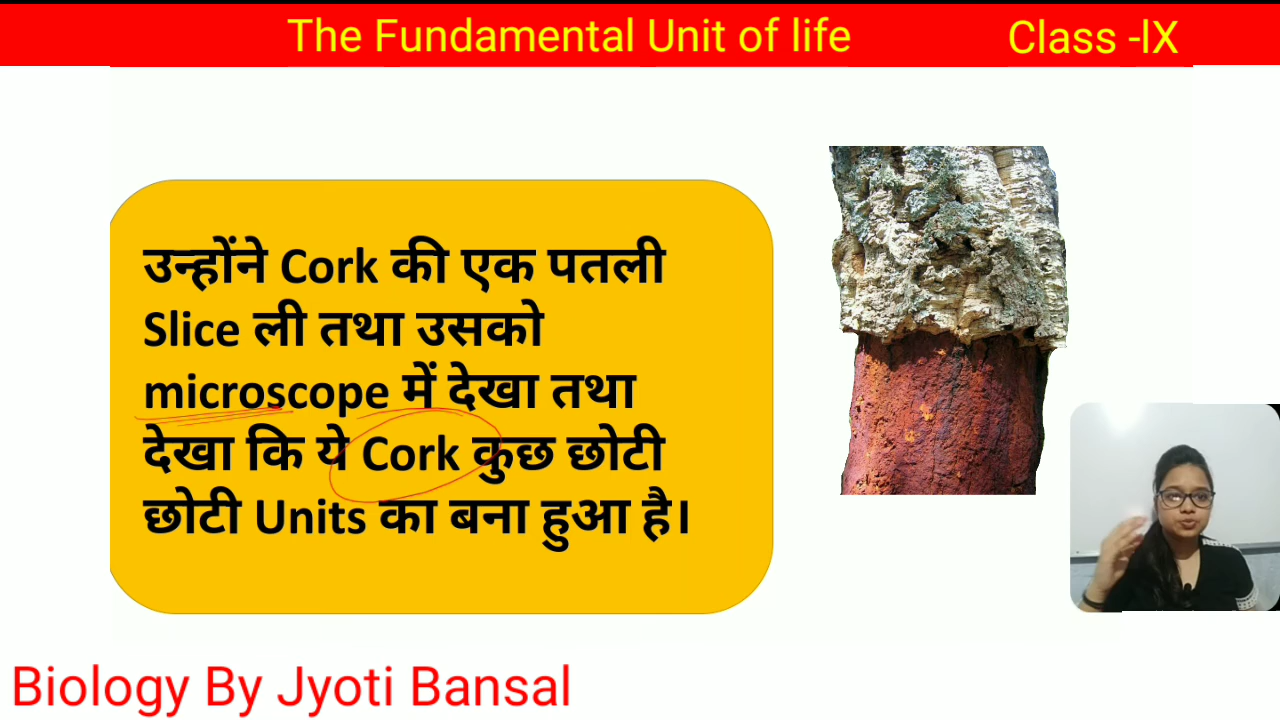 The Fundamental Unit of life
Class -lX
उन्होंने Cork की एक पतली
Slice ली तथा उसको
microscope में देखा तथा
देखा कि ये Cork कुछ छोटी
छोटी Units का बना हुआ है।
Biology By Jyoti Bansal